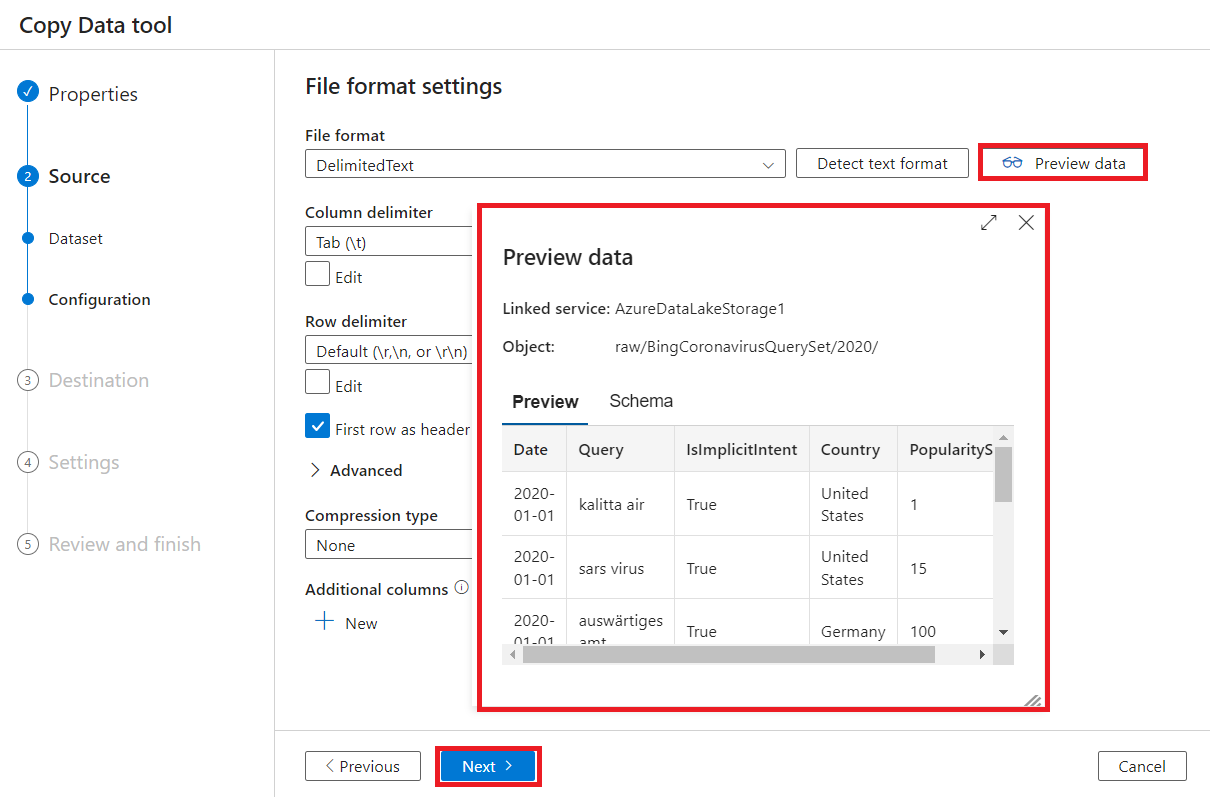 Copy Data tool
Properties
2 Source
Dataset
Configuration
3 Destination
4 Settings
5 Review and finish
File format settings
File format
DelimitedText
Detect text format
Preview data
Column delimiter
Tab (\t)
Edit
Row delimiter
Default (\r,\n, or \r\n)
Edit
First row as header
Advanced
Compression type
None
Additional columns
New
Preview data
Linked service: AzureDataLakeStorage1
Object: raw/BingCoronavirusQuerySet/2020/
Preview Schema
Date Query IsImplicitIntent Country PopularityS
2020-01-01 kalitta air True United States 1
2020-01-01 sars virus True United States 15
2020-01-01 auswärtiges amt True Germany 100
Previous
Next
Cancel